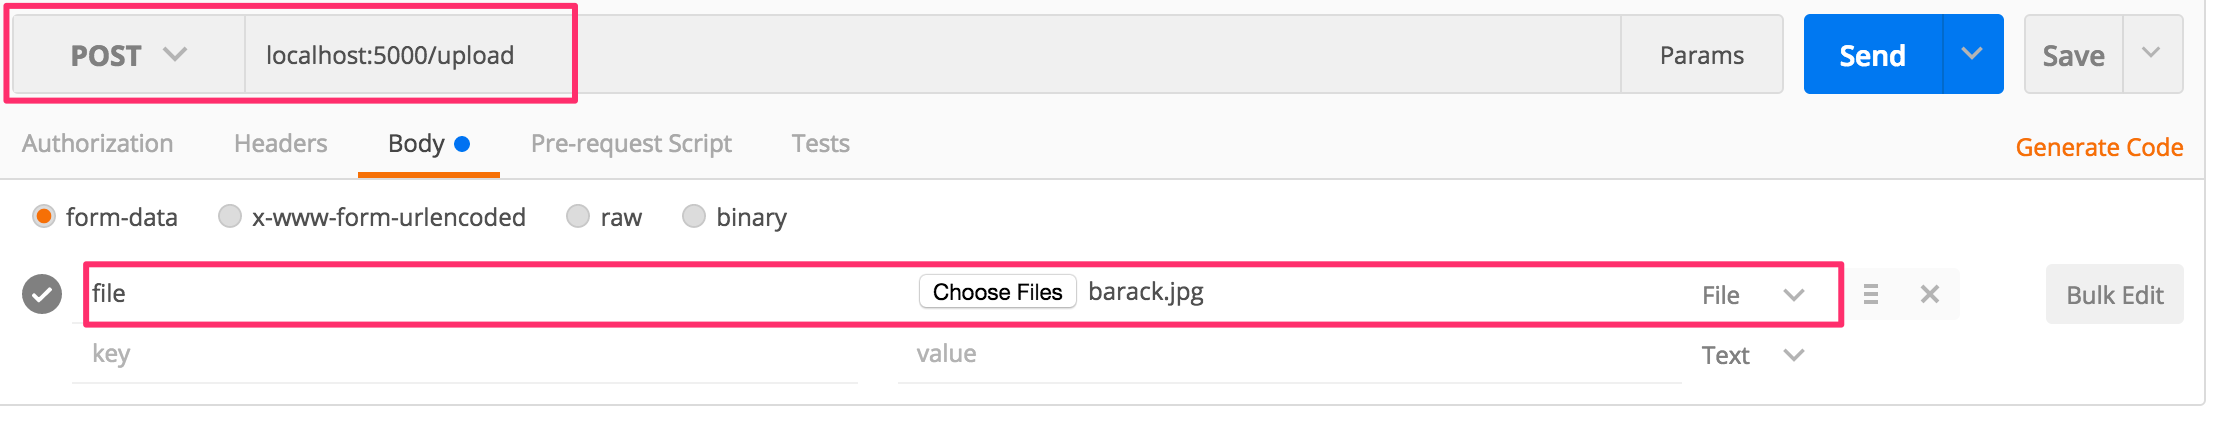 POST localhost:5000/upload Params Send Save
Authorization Headers Body Pre-request Script Tests Generate Code
form-data x-www-form-urlencoded raw binary
file Choose Files barack.jpg File Bulk Edit
key value Text